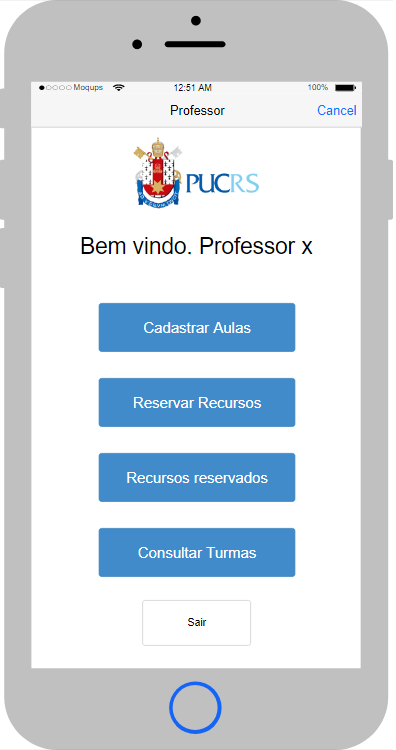 Moqups 12:51 AM 100%
Professor Cancel
PUCRS
Bem vindo. Professor x
Cadastrar Aulas
Reservar Recursos
Recursos reservados
Consultar Turmas
Sair